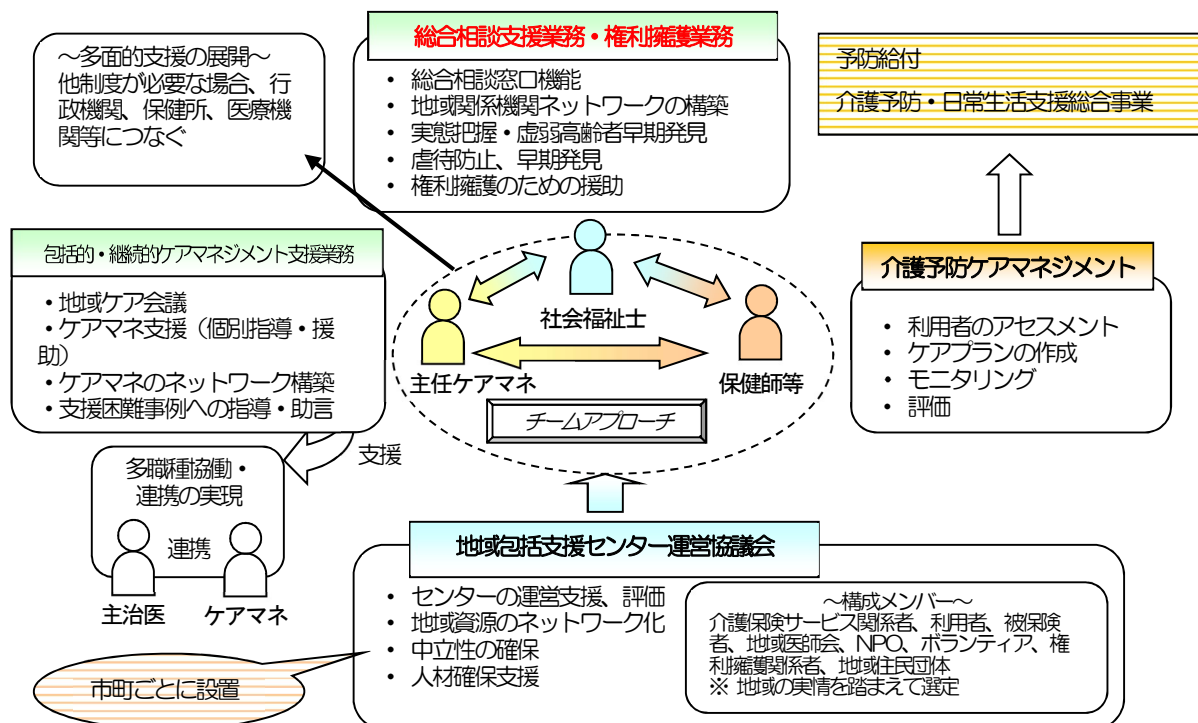 ～多面的支援の展開～
他制度が必要な場合、行
政機関、保健所、医療機
関等につなぐ
総合相談支援業務・権利擁護業務
• 総合相談窓口機能
• 地域関係機関ネットワークの構築
• 実態把握・虚弱高齢者早期発見
• 虐待防止、早期発見
• 権利擁護のための援助
予防給付
介護予防・日常生活支援総合事業
包括的・継続的ケアマネジメント支援業務
・地域ケア会議
・ケアマネ支援（個別指導・援
助）
・ケアマネのネットワーク構築
・支援困難事例への指導・助言
社会福祉士
主任ケアマネ
保健師等
チームアプローチ
介護予防ケアマネジメント
• 利用者のアセスメント
• ケアプランの作成
• モニタリング
• 評価
支援
多職種協働・
連携の実現
連携
主治医
ケアマネ
地域包括支援センター運営協議会
• センターの運営支援、評価
• 地域資源のネットワーク化
• 中立性の確保
• 人材確保支援
～構成メンバー～
介護保険サービス関係者、利用者、被保険
者、地域医師会、NPO、ボランティア、権
利擁護関係者、地域住民団体
※ 地域の実情を踏まえて選定
市町ごとに設置